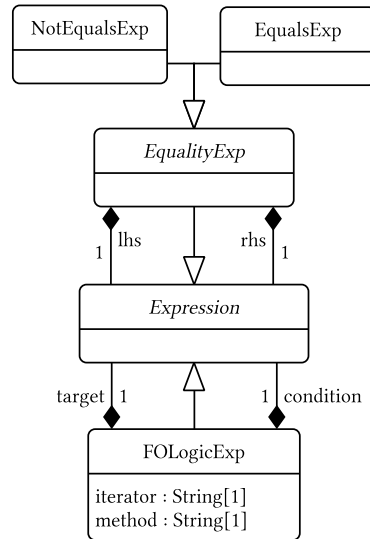 NotEqualsExp
EqualsExp
EqualityExp
lhs
rhs
1
1
Expression
target
1
1
condition
FOLogicExp
iterator : String[1]
method : String[1]